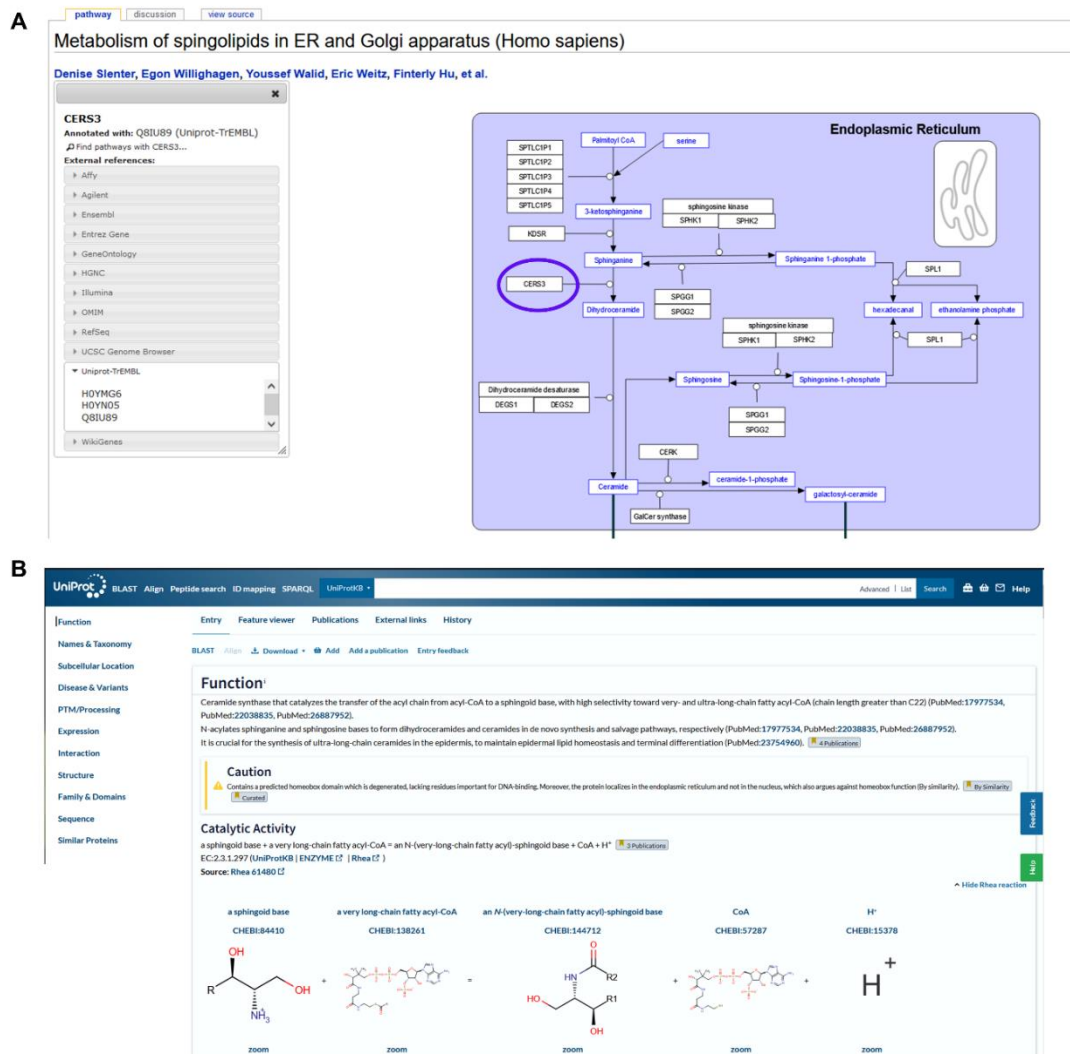 A
pathway discussion view source
Metabolism of spingolipids in ER and Golgi apparatus (Homo sapiens)
Denise Slenter, Egon Willighagen, Youssef Walid, Eric Weitz, Finterly Hu, et al.
CERS3
Annotated with: Q8IU89 (Uniprot-TrEMBL)
Find pathways with CERS3...
External references:
Affy
Agilent
Ensembl
Entrez Gene
GeneOntology
HGNC
Illumina
OMIM
RefSeq
UCSC Genome Browser
Uniprot-TrEMBL
H0YMG6
H0YN05
Q8IU89
WikiGenes
Endoplasmic Reticulum
Palmitoyl CoA
serine
SPTLC1P1
SPTLC1P2
SPTLC1P3
SPTLC1P4
SPTLC1P5
3-ketosphinganine
sphingosine kinase
SPHK1 SPHK2
KDSR
Sphinganine
Sphinganine 1-phosphate
SPL1
CERS3
SPGG1
SPGG2
Dihydroceramide
hexadecanal
ethanolamine phosphate
sphingosine kinase
SPHK1 SPHK2
SPL1
Sphingosine
Sphingosine-1-phosphate
Dihydroceramide desaturase
DEGS1 DEGS2
SPGG1
SPGG2
CERK
Ceramide
ceramide-1-phosphate
galactosyl-ceramide
GalCer synthase
B
UniProt BLAST Align Peptide search ID mapping SPARQL UniProtKB Advanced | List Search Help
Function
Names & Taxonomy
Subcellular Location
Disease & Variants
PTM/Processing
Expression
Interaction
Structure
Family & Domains
Sequence
Similar Proteins
Entry Feature viewer Publications External links History
BLAST Align Download Add Add a publication Entry feedback
Function
Ceramide synthase that catalyzes the transfer of the acyl chain from acyl-CoA to a sphingoid base, with high selectivity toward very- and ultra-long-chain fatty acyl-CoA (chain length greater than C22) (PubMed:17977534,
PubMed:22038835, PubMed:26887952).
N-acylates sphinganine and sphingosine bases to form dihydroceramides and ceramides in de novo synthesis and salvage pathways, respectively (PubMed:17977534, PubMed:22038835, PubMed:26887952).
It is crucial for the synthesis of ultra-long-chain ceramides in the epidermis, to maintain epidermal lipid homeostasis and terminal differentiation (PubMed:23754960). 4 Publications
Caution
Contains a predicted homeobox domain which is degenerated, lacking residues important for DNA-binding. Moreover, the protein localizes in the endoplasmic reticulum and not in the nucleus, which also argues against homeobox function (By similarity). By Similarity
Curated
Feedback
Help
Catalytic Activity
a sphingoid base + a very long-chain fatty acyl-CoA = an N-(very-long-chain fatty acyl)-sphingoid base + CoA + H+ 3 Publications
EC:2.3.1.297 (UniProtKB | ENZYME | Rhea )
Source: Rhea 61480
Hide Rhea reaction
a sphingoid base a very long-chain fatty acyl-CoA an N-(very-long-chain fatty acyl)-sphingoid base CoA H+
CHEBI:84410 CHEBI:138261 CHEBI:144712 CHEBI:57287 CHEBI:15378
OH
R
OH
NH3+
+
=
O
HN
R2
HO
R1
OH
+
+
H+
zoom zoom zoom zoom zoom